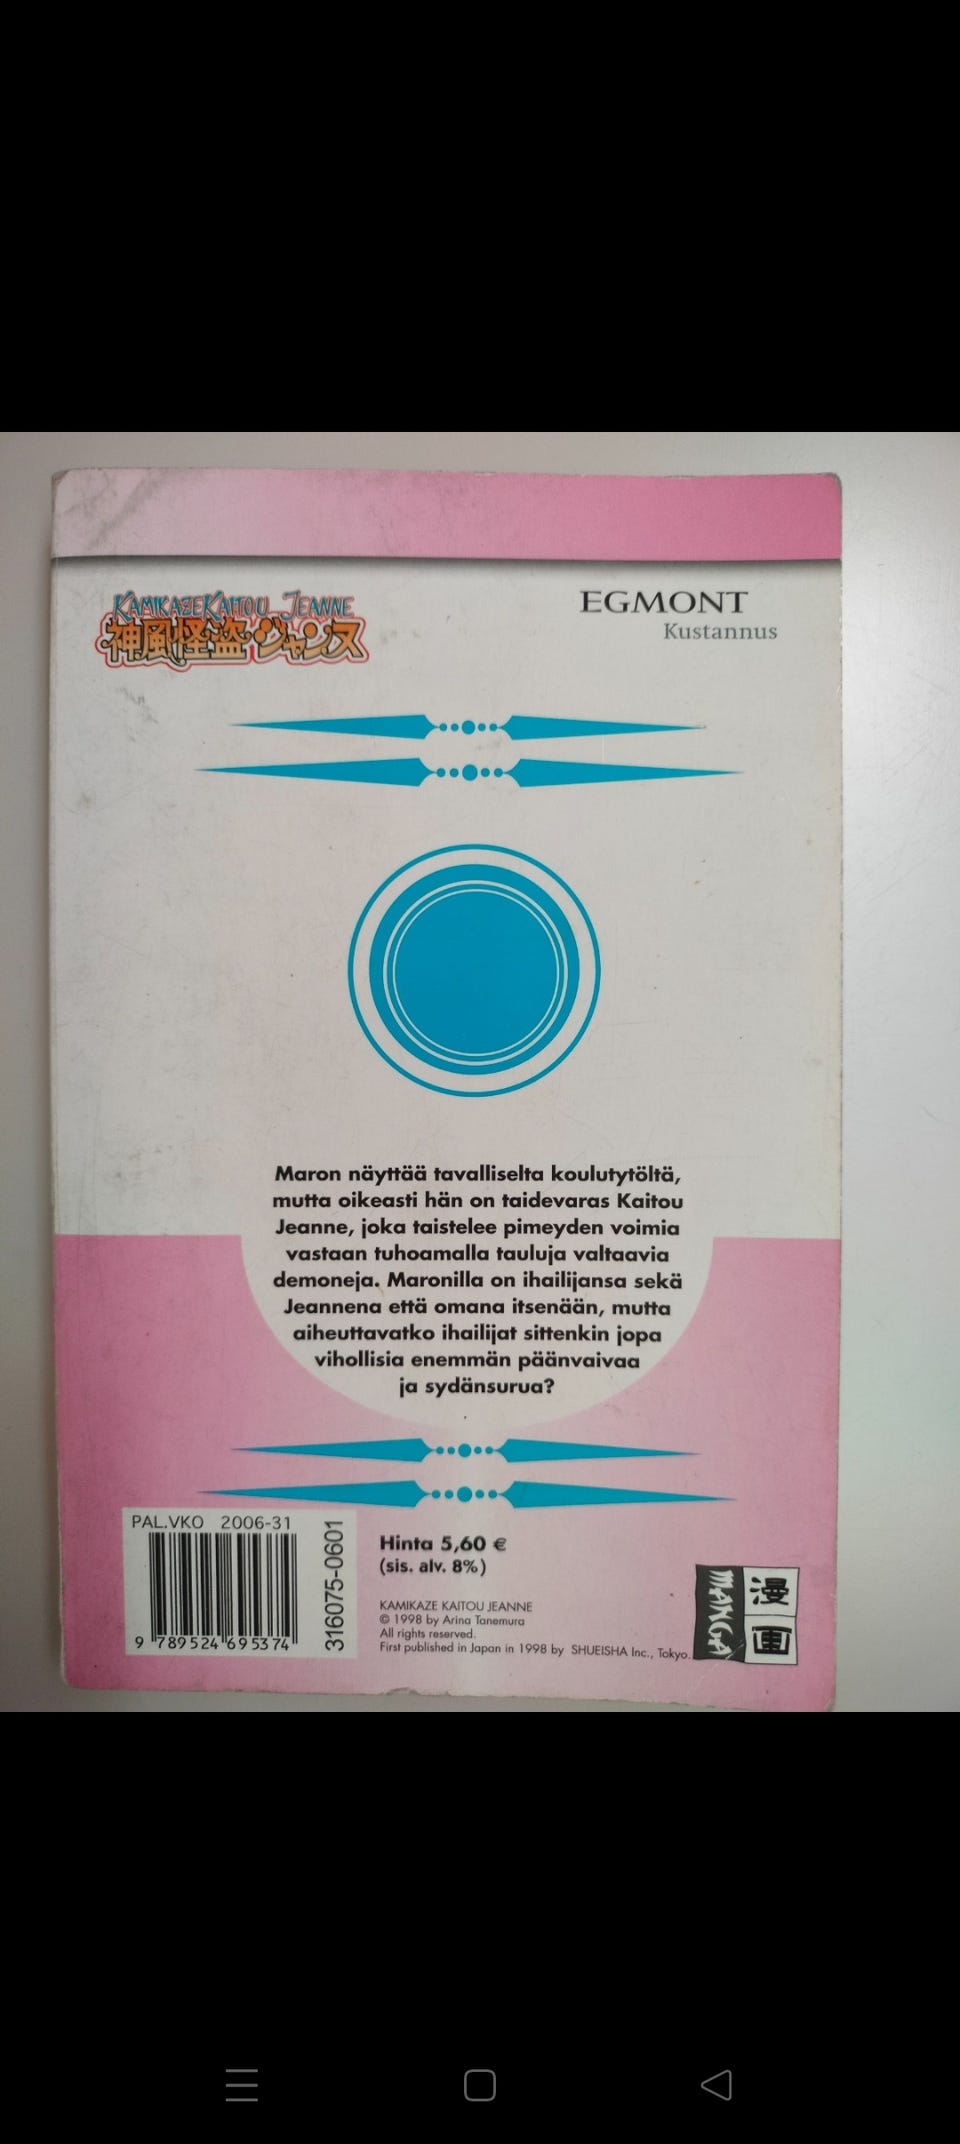 KAMIKAZE KAITOU JEANNE
神風怪盗ジャンヌ
EGMONT
Kustannus
Maron näyttää tavalliselta koulutytöltä,
mutta oikeasti hän on taidevaras Kaitou
Jeanne, joka taistelee pimeyden voimia
vastaan tuhoamalla tauluja valtaavia
demoneja. Maronilla on ihailijansa sekä
Jeannena että omana itsenään, mutta
aiheuttavatko ihailijat sittenkin jopa
vihollisia enemmän päänvaivaa
ja sydänsurua?
PAL.VKO 2006-31
9 789524 695374
316075-0601
Hinta 5,60 €
(sis. alv. 8%)
KAMIKAZE KAITOU JEANNE
© 1998 by Arina Tanemura
All rights reserved.
First published in Japan in 1998 by SHUEISHA Inc., Tokyo.
MANGA
漫画